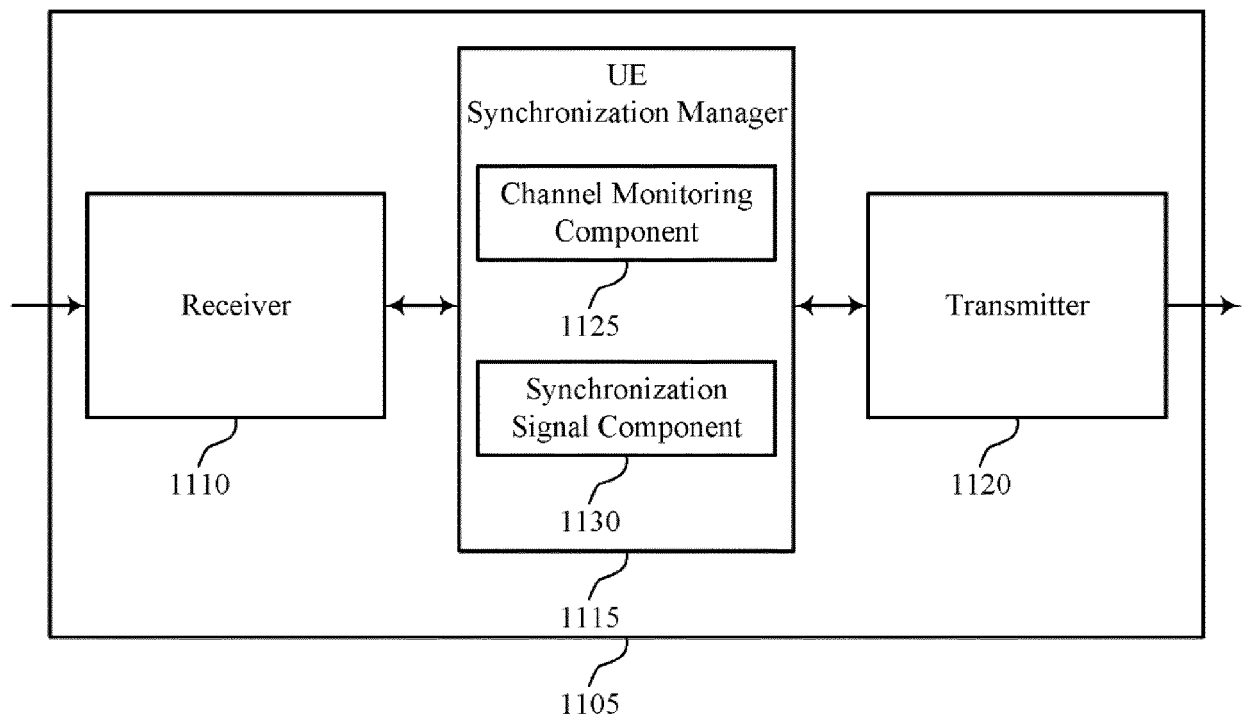 UE
Synchronization Manager
Channel Monitoring
Component
1125
Receiver
Transmitter
Synchronization
Signal Component
1110
1120
1130
1115
1105